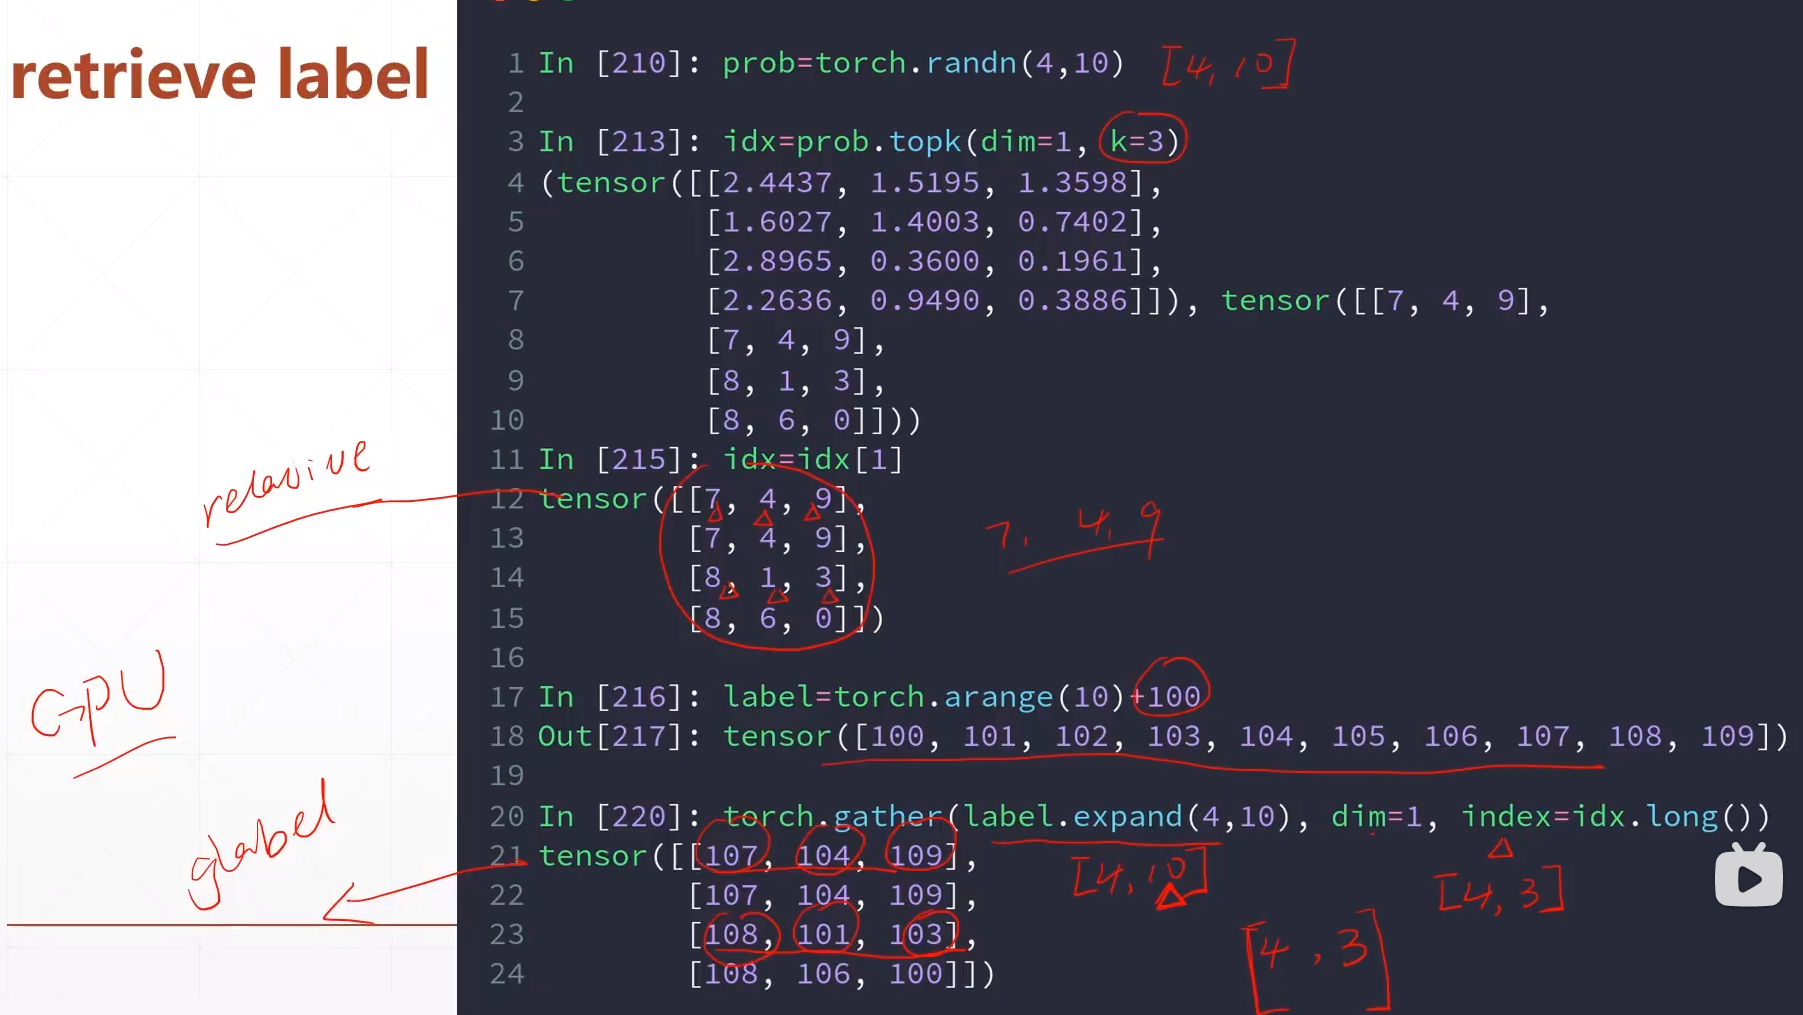 retrieve label
1 In [210]: prob=torch.randn(4,10) [4, 10]
2
3 In [213]: idx=prob.topk(dim=1, k=3)
4 (tensor([[2.4437, 1.5195, 1.3598],
5 [1.6027, 1.4003, 0.7402],
6 [2.8965, 0.3600, 0.1961],
7 [2.2636, 0.9490, 0.3886]]), tensor([[7, 4, 9],
8 [7, 4, 9],
9 [8, 1, 3],
10 [8, 6, 0]]))
11 In [215]: idx=idx[1]
relative
12 tensor([[7, 4, 9],
7, 4, 9
13 [7, 4, 9],
14 [8, 1, 3],
15 [8, 6, 0]])
16
GPU
17 In [216]: label=torch.arange(10)+100
18 Out[217]: tensor([100, 101, 102, 103, 104, 105, 106, 107, 108, 109])
19
20 In [220]: torch.gather(label.expand(4,10), dim=1, index=idx.long())
glabel
21 tensor([[107, 104, 109],
[4, 10]
[4, 3]
22 [107, 104, 109],
23 [108, 101, 103],
[4, 3]
24 [108, 106, 100]])